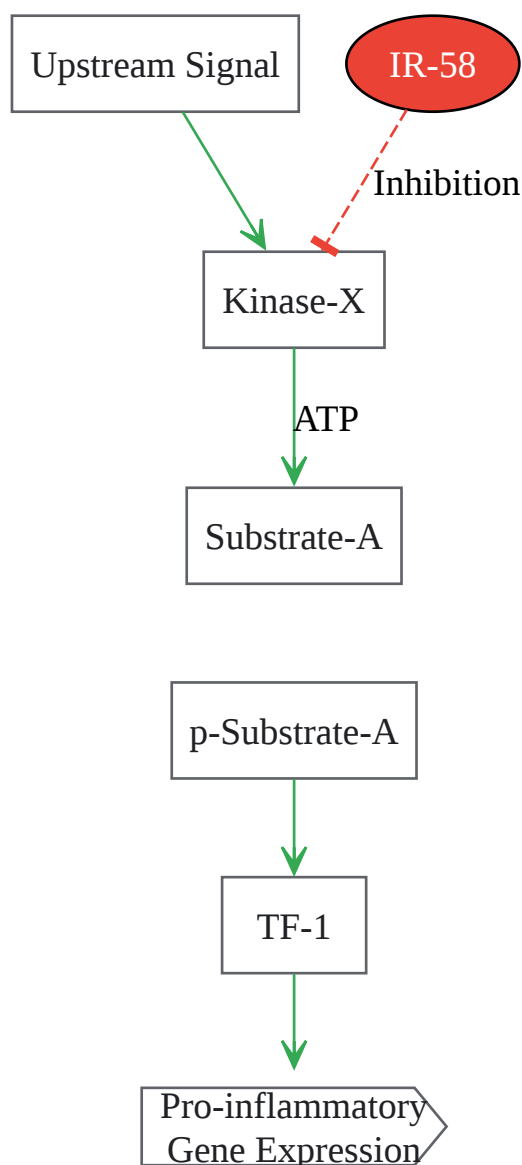 Upstream Signal
IR-58
Inhibition
Kinase-X
ATP
Substrate-A
p-Substrate-A
TF-1
Pro-inflammatory
Gene Expression